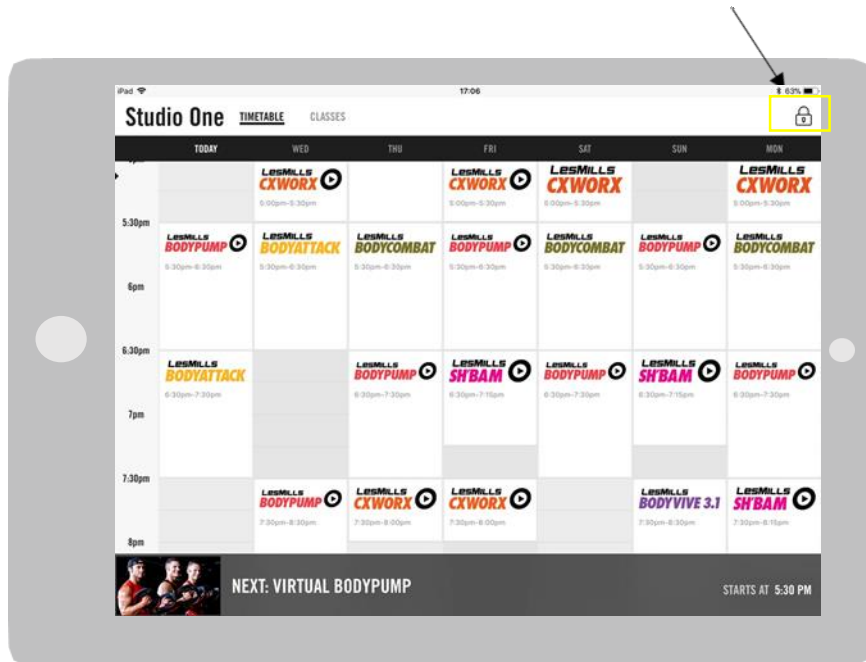 iPad 17:06 63%
Studio One TIMETABLE CLASSES
TODAY WED THU FRI SAT SUN MON
LESMILLS LESMILLS LESMILLS LESMILLS
CXWORX CXWORX CXWORX CXWORX
5:00pm-5:30pm 5:00pm-5:30pm 5:00pm-5:30pm 5:00pm-5:30pm
5:30pm
LESMILLS LESMILLS LESMILLS LESMILLS LESMILLS LESMILLS LESMILLS
BODYPUMP BODYATTACK BODYCOMBAT BODYPUMP BODYCOMBAT BODYPUMP BODYCOMBAT
5:30pm-6:30pm 5:30pm-6:30pm 5:30pm-6:30pm 5:30pm-6:30pm 5:30pm-6:30pm 5:30pm-6:30pm 5:30pm-6:30pm
6pm
6:30pm
LESMILLS LESMILLS LESMILLS LESMILLS LESMILLS LESMILLS
BODYATTACK BODYPUMP SH'BAM BODYPUMP SH'BAM BODYPUMP
6:30pm-7:30pm 6:30pm-7:30pm 6:30pm-7:15pm 6:30pm-7:30pm 6:30pm-7:15pm 6:30pm-7:30pm
7pm
7:30pm
LESMILLS LESMILLS LESMILLS LESMILLS LESMILLS
BODYPUMP CXWORX CXWORX BODYVIVE 3.1 SH'BAM
7:30pm-8:30pm 7:30pm-8:00pm 7:30pm-8:00pm 7:30pm-8:30pm 7:30pm-8:15pm
8pm
NEXT: VIRTUAL BODYPUMP STARTS AT 5:30 PM